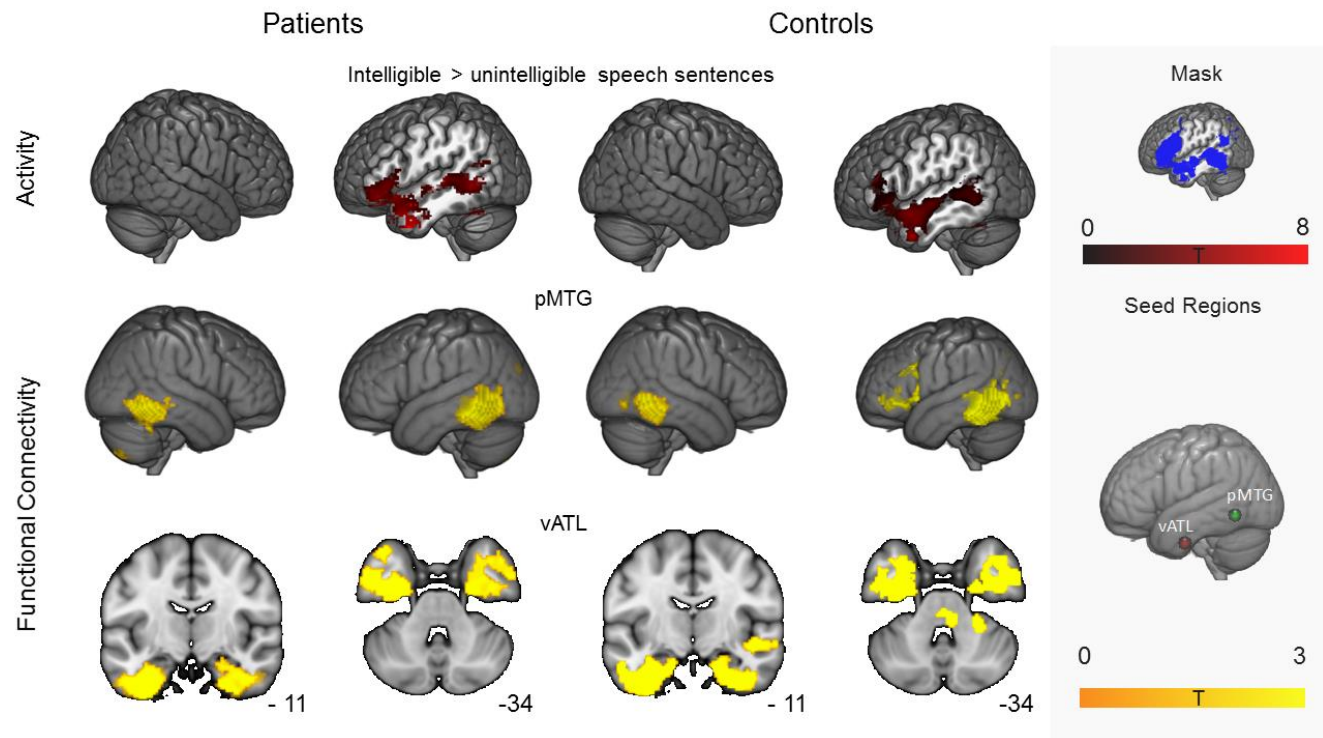 Patients
Controls
Intelligible > unintelligible speech sentences
Mask
Activity
0
8
T
pMTG
Seed Regions
Functional Connectivity
pMTG
vATL
vATL
- 11
-34
- 11
-34
0
3
T